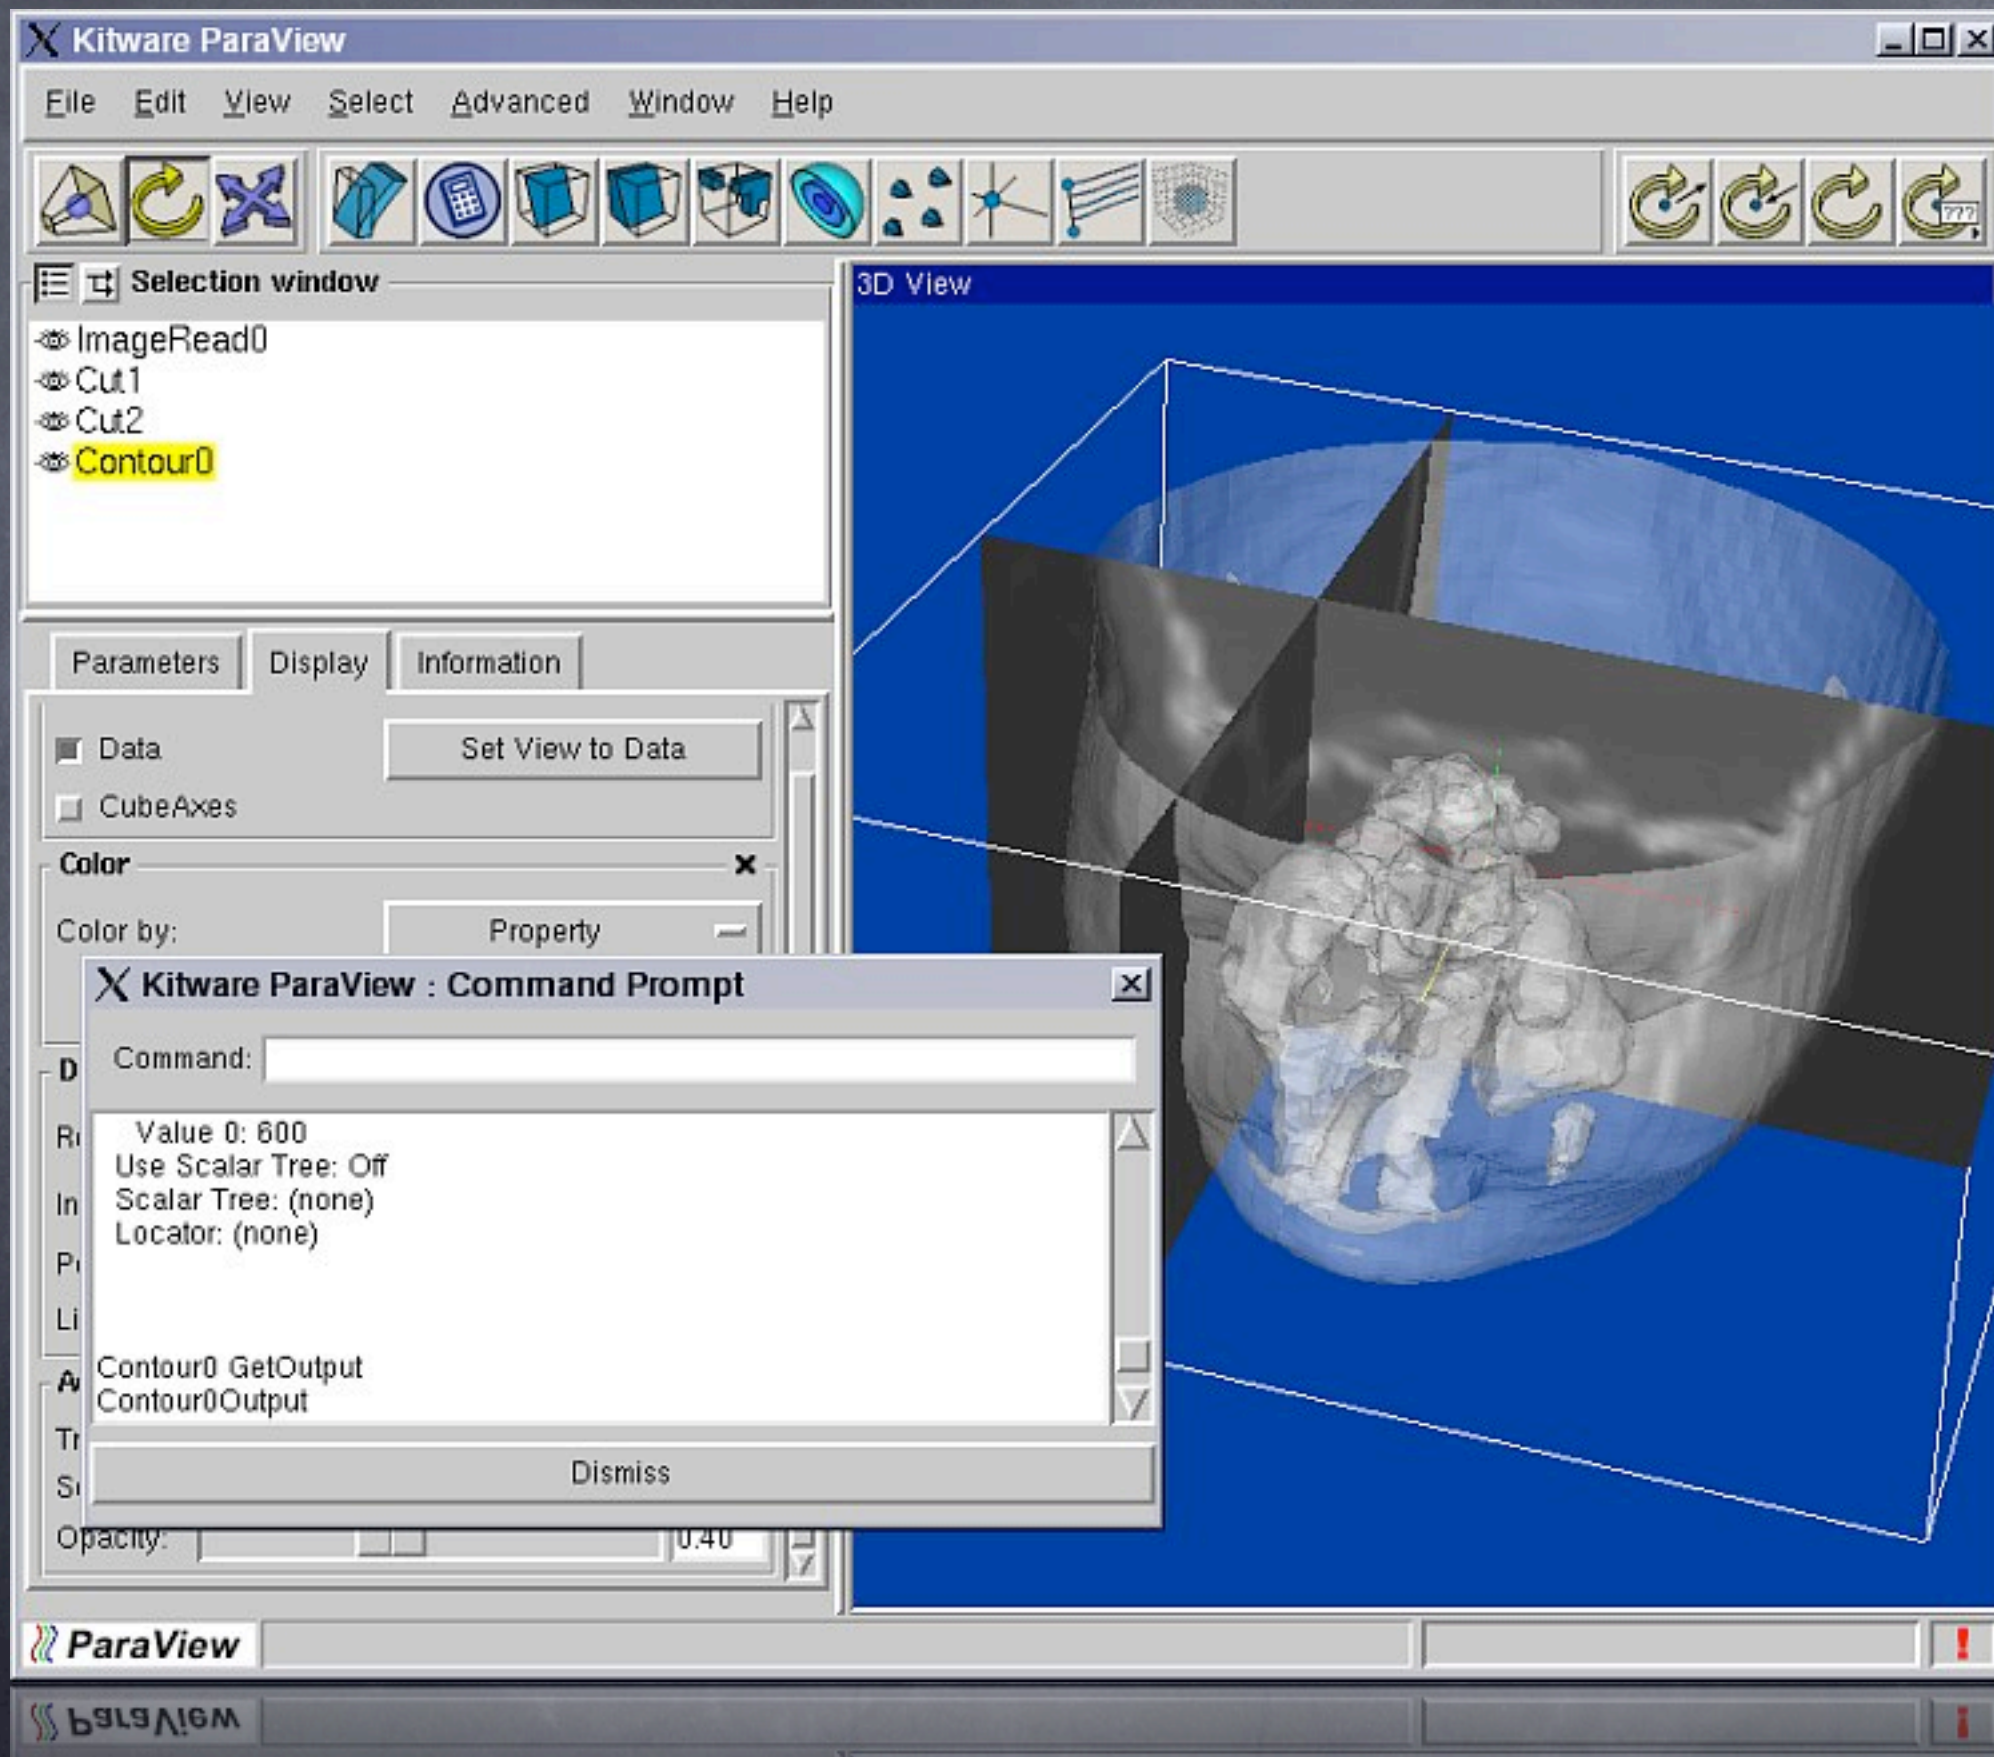 Kitware ParaView
File Edit View Select Advanced Window Help
???
Selection window
ImageRead0
Cut1
Cut2
Contour0
3D View
Parameters Display Information
Data Set View to Data
CubeAxes
Color
Color by: Property
Kitware ParaView : Command Prompt
Command:
Value 0: 600
Use Scalar Tree: Off
Scalar Tree: (none)
Locator: (none)
Contour0 GetOutput
Contour0Output
Dismiss
Opacity: 0.40
ParaView
!